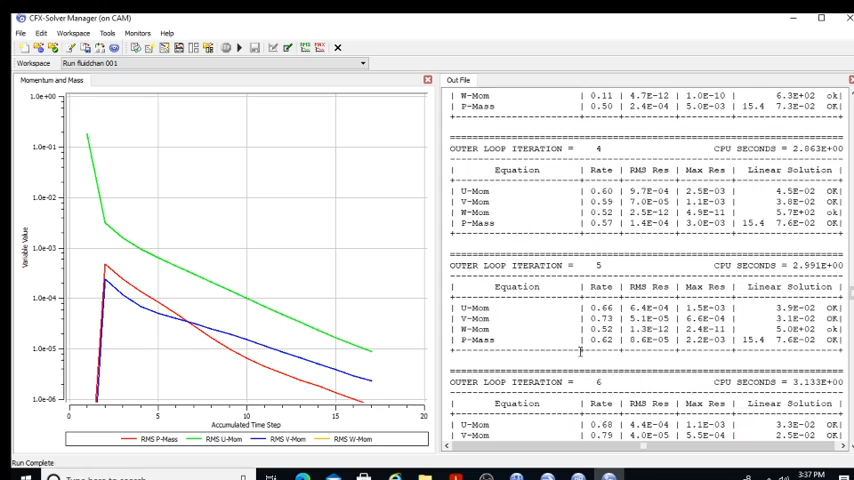 CFX-Solver Manager (on CAM)
File Edit Workspace Tools Monitors Help
Workspace Run fluidchan 001
Momentum and Mass
Variable Value
1.0e+00
1.0e-01
1.0e-02
1.0e-03
1.0e-04
1.0e-05
1.0e-06
0 5 10 15 20
Accumulated Time Step
RMS P-Mass RMS U-Mom RMS V-Mom RMS W-Mom
Out File
| W-Mom | 0.11 | 4.7E-12 | 1.0E-10 | 6.3E+02 ok|
| P-Mass | 0.50 | 2.4E-04 | 5.0E-03 | 15.4 7.3E-02 OK|
OUTER LOOP ITERATION = 4 CPU SECONDS = 2.863E+00
| Equation | Rate | RMS Res | Max Res | Linear Solution |
| U-Mom | 0.60 | 9.7E-04 | 2.5E-03 | 4.5E-02 OK|
| V-Mom | 0.59 | 7.0E-05 | 1.1E-03 | 3.8E-02 OK|
| W-Mom | 0.52 | 2.5E-12 | 4.9E-11 | 5.7E+02 ok|
| P-Mass | 0.57 | 1.4E-04 | 3.0E-03 | 15.4 7.6E-02 OK|
OUTER LOOP ITERATION = 5 CPU SECONDS = 2.991E+00
| Equation | Rate | RMS Res | Max Res | Linear Solution |
| U-Mom | 0.66 | 6.4E-04 | 1.5E-03 | 3.9E-02 OK|
| V-Mom | 0.73 | 5.1E-05 | 6.6E-04 | 3.1E-02 OK|
| W-Mom | 0.52 | 1.3E-12 | 2.4E-11 | 5.0E+02 ok|
| P-Mass | 0.62 | 8.6E-05 | 2.2E-03 | 15.4 7.6E-02 OK|
OUTER LOOP ITERATION = 6 CPU SECONDS = 3.133E+00
| Equation | Rate | RMS Res | Max Res | Linear Solution |
| U-Mom | 0.68 | 4.4E-04 | 1.1E-03 | 3.3E-02 OK|
| V-Mom | 0.79 | 4.0E-05 | 5.5E-04 | 2.5E-02 OK|
Run Complete
Type here to search
3:37 PM